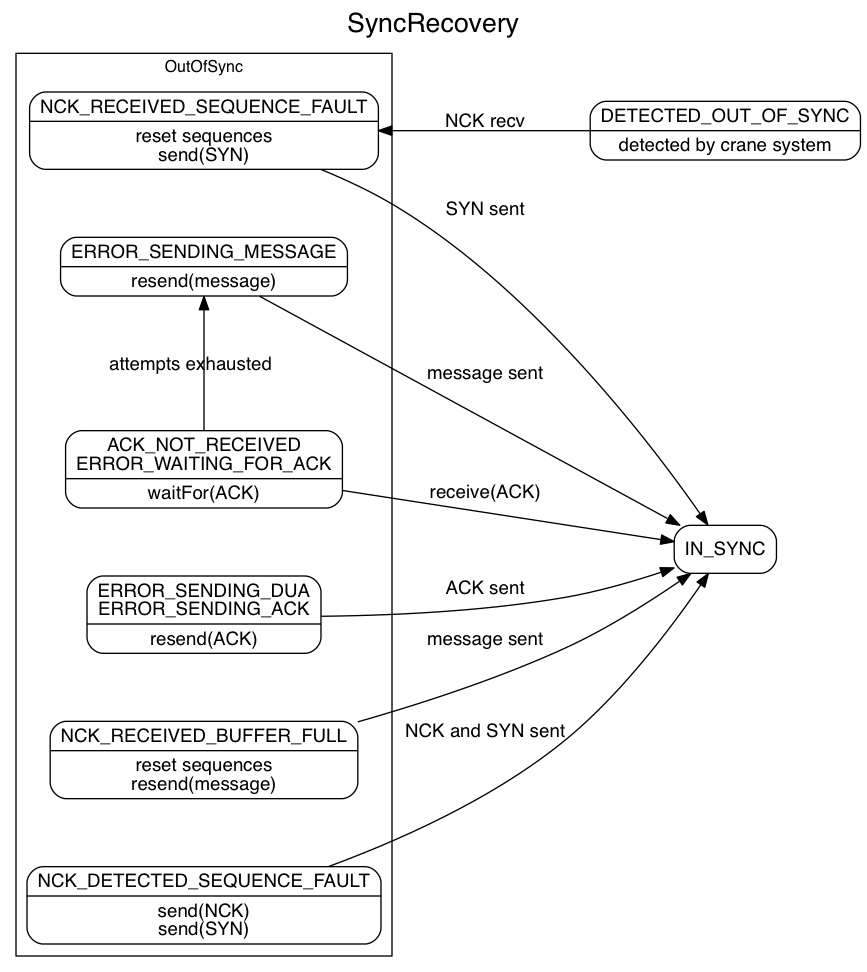 SyncRecovery
OutOfSync
NCK_RECEIVED_SEQUENCE_FAULT
reset sequences
send(SYN)
NCK recv
DETECTED_OUT_OF_SYNC
detected by crane system
SYN sent
ERROR_SENDING_MESSAGE
resend(message)
attempts exhausted
message sent
ACK_NOT_RECEIVED
ERROR_WAITING_FOR_ACK
waitFor(ACK)
receive(ACK)
IN_SYNC
ERROR_SENDING_DUA
ERROR_SENDING_ACK
resend(ACK)
ACK sent
message sent
NCK_RECEIVED_BUFFER_FULL
reset sequences
resend(message)
NCK and SYN sent
NCK_DETECTED_SEQUENCE_FAULT
send(NCK)
send(SYN)